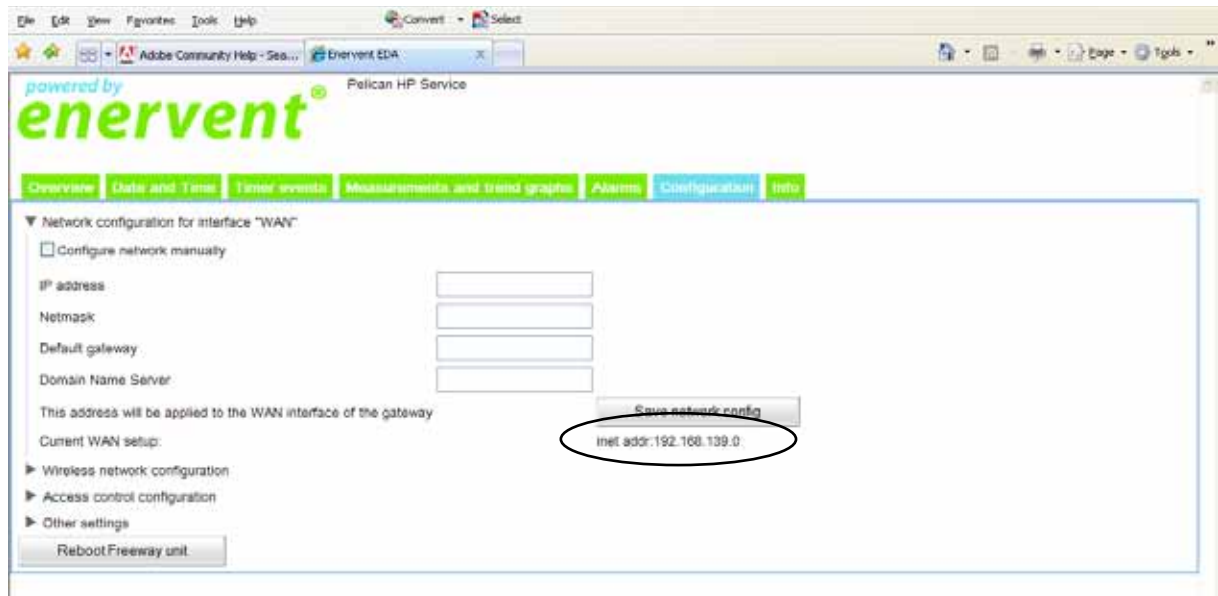 File Edit View Favorites Tools Help Convert Select
Adobe Community Help - Sea... Enervent EDA x Page Tools "
powered by Pelican HP Service
enervent®
Overview Date and Time Timer events Measurements and trend graphs Alarms Configuration Info
Network configuration for interface "WAN"
Configure network manually
IP address
Netmask
Default gateway
Domain Name Server
This address will be applied to the WAN interface of the gateway Save network config
Current WAN setup: inet addr:192.168.139.0
Wireless network configuration
Access control configuration
Other settings
Reboot Freeway unit